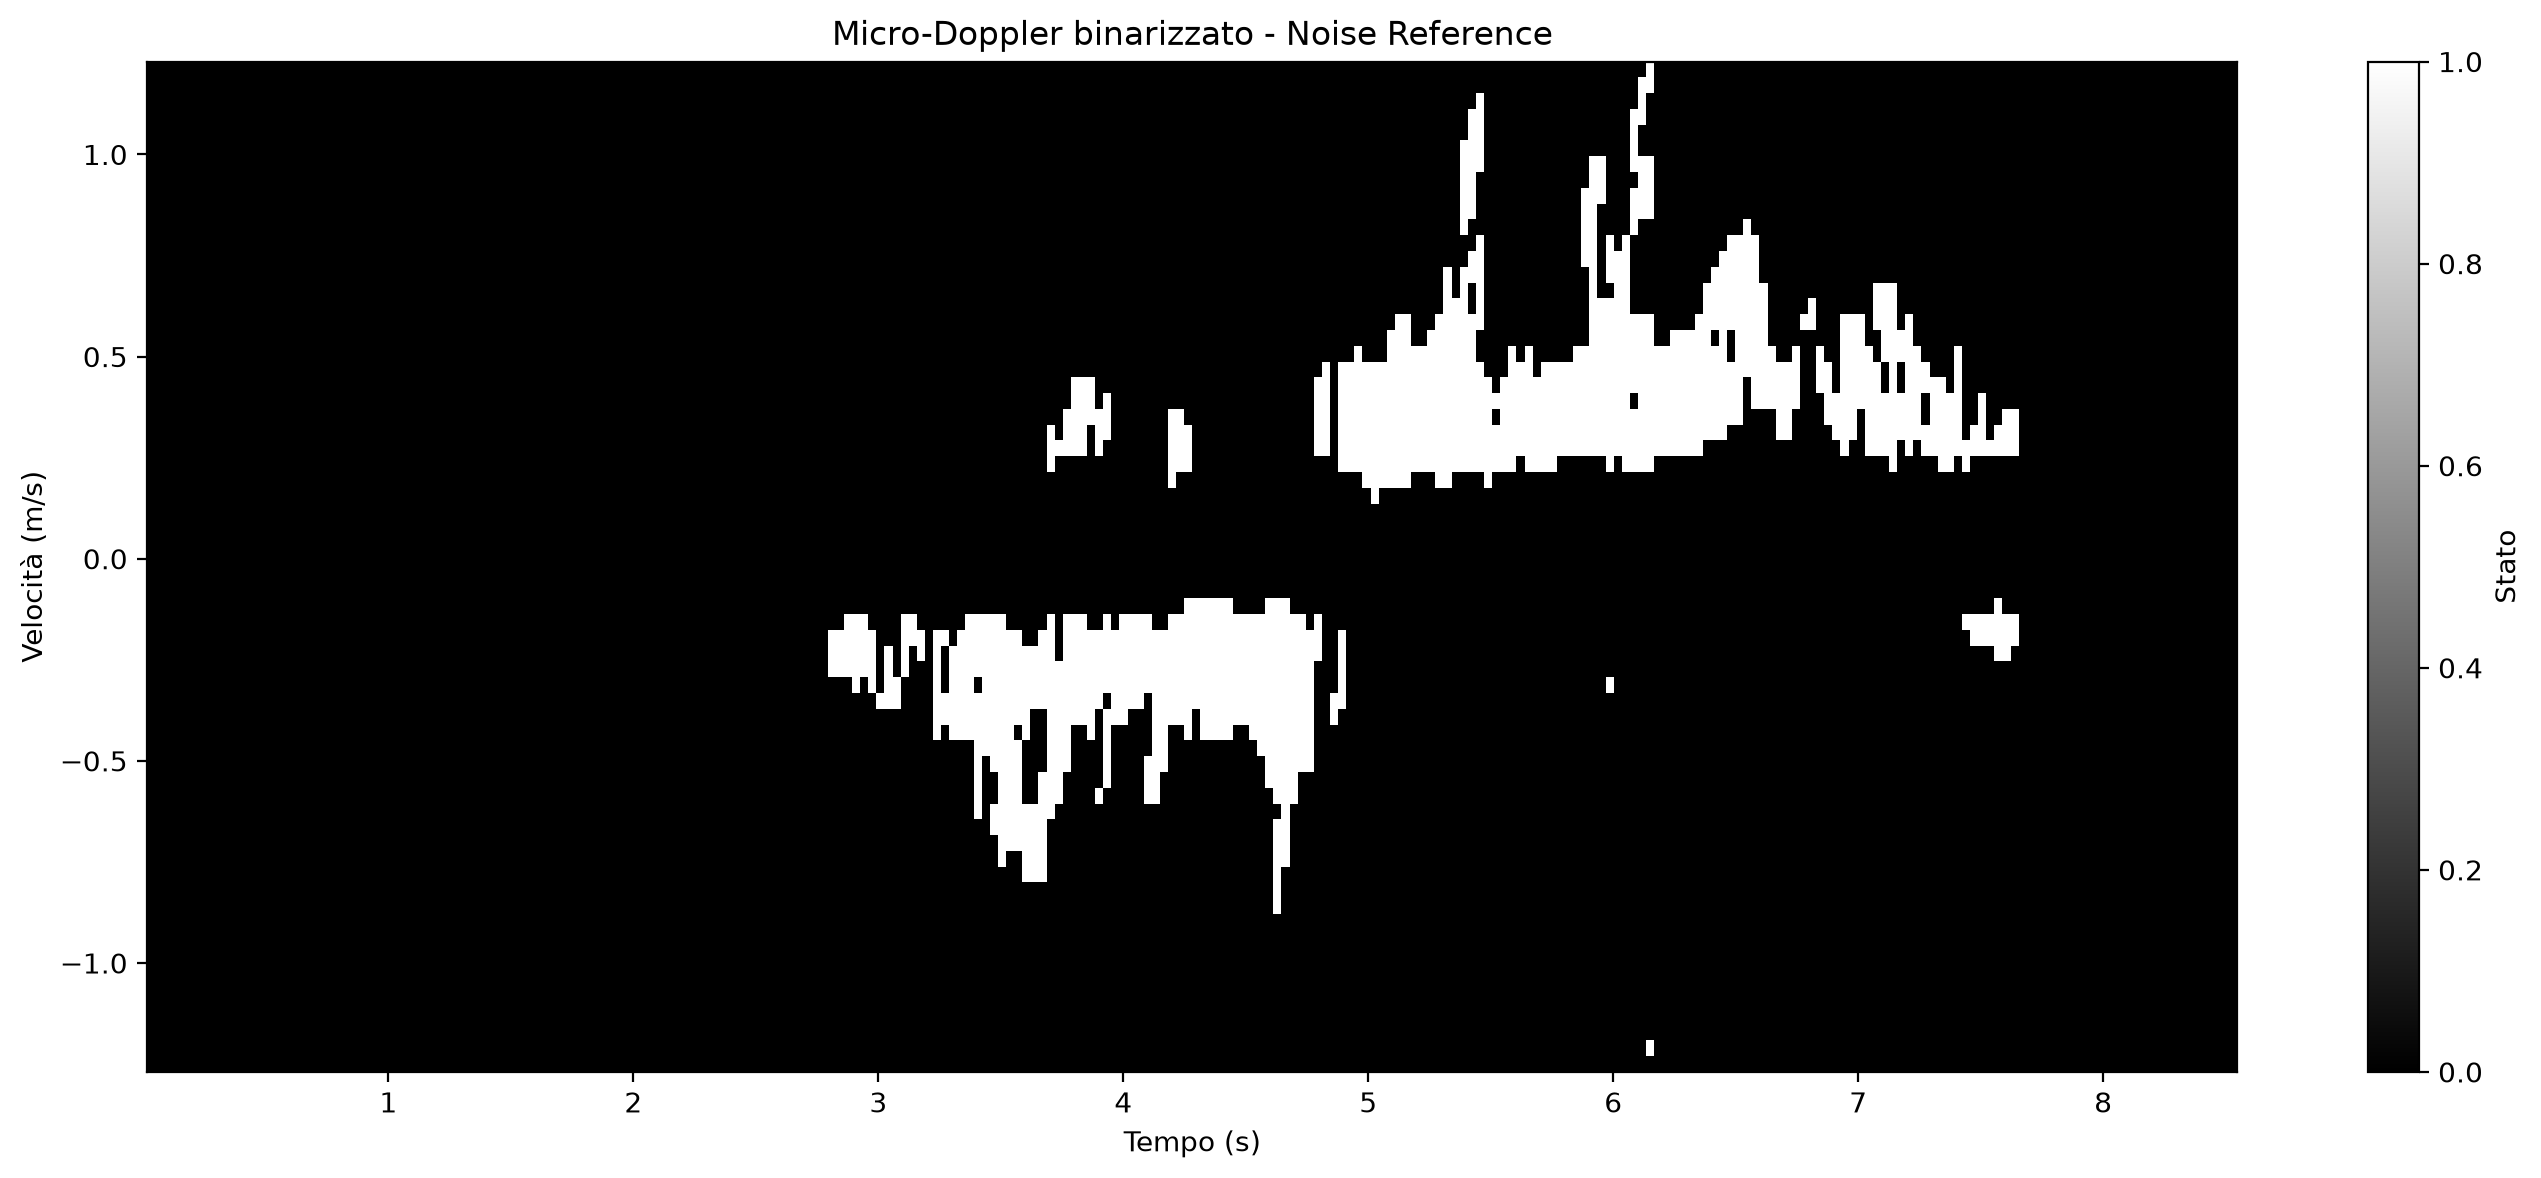 Micro-Doppler binarizzato - Noise Reference
Velocità (m/s)
1.0
0.5
0.0
−0.5
−1.0
1 2 3 4 5 6 7 8
Tempo (s)
1.0
0.8
0.6
0.4
0.2
0.0
Stato